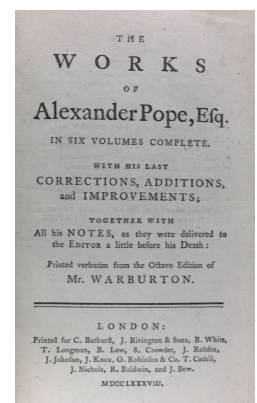 THE
WORKS
OF
Alexander Pope, Esq.
IN SIX VOLUMES COMPLETE.
WITH HIS LAST
CORRECTIONS, ADDITIONS,
and IMPROVEMENTS;
TOGETHER WITH
All his NOTES, as they were delivered to
the EDITOR a little before his Death:
Printed verbatim from the Octavo Edition of
Mr. WARBURTON.
LONDON:
Printed for C. Bathurst, J. Rivington & Sons, B. White,
T. Longman, B. Law, S. Crowder, J. Robson,
J. Johnson, J. Knox, G. Robinson & Co. T. Cadell,
J. Nichols, R. Baldwin, and J. Bew.
MDCCLXXXVIII.